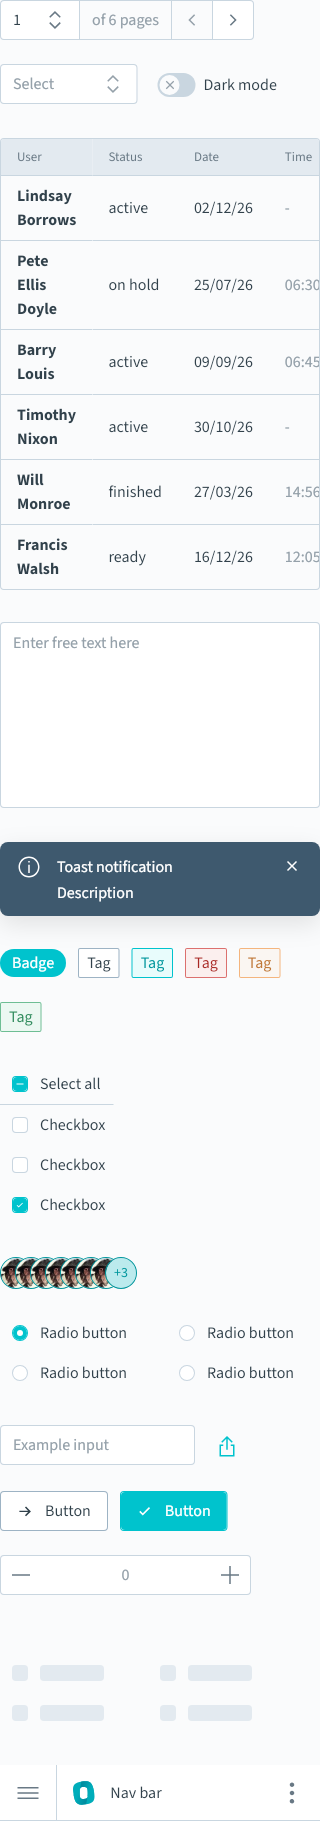 1 of 6 pages
Select Dark mode
User Status Date Time
Lindsay
Borrows active 02/12/26 -
Pete
Ellis
Doyle on hold 25/07/26 06:30
Barry
Louis active 09/09/26 06:45
Timothy
Nixon active 30/10/26 -
Will
Monroe finished 27/03/26 14:56
Francis
Walsh ready 16/12/26 12:05
Enter free text here
Toast notification
Description
Badge Tag Tag Tag Tag
Tag
Select all
Checkbox
Checkbox
Checkbox
+3
Radio button Radio button
Radio button Radio button
Example input
Button Button
0
Nav bar